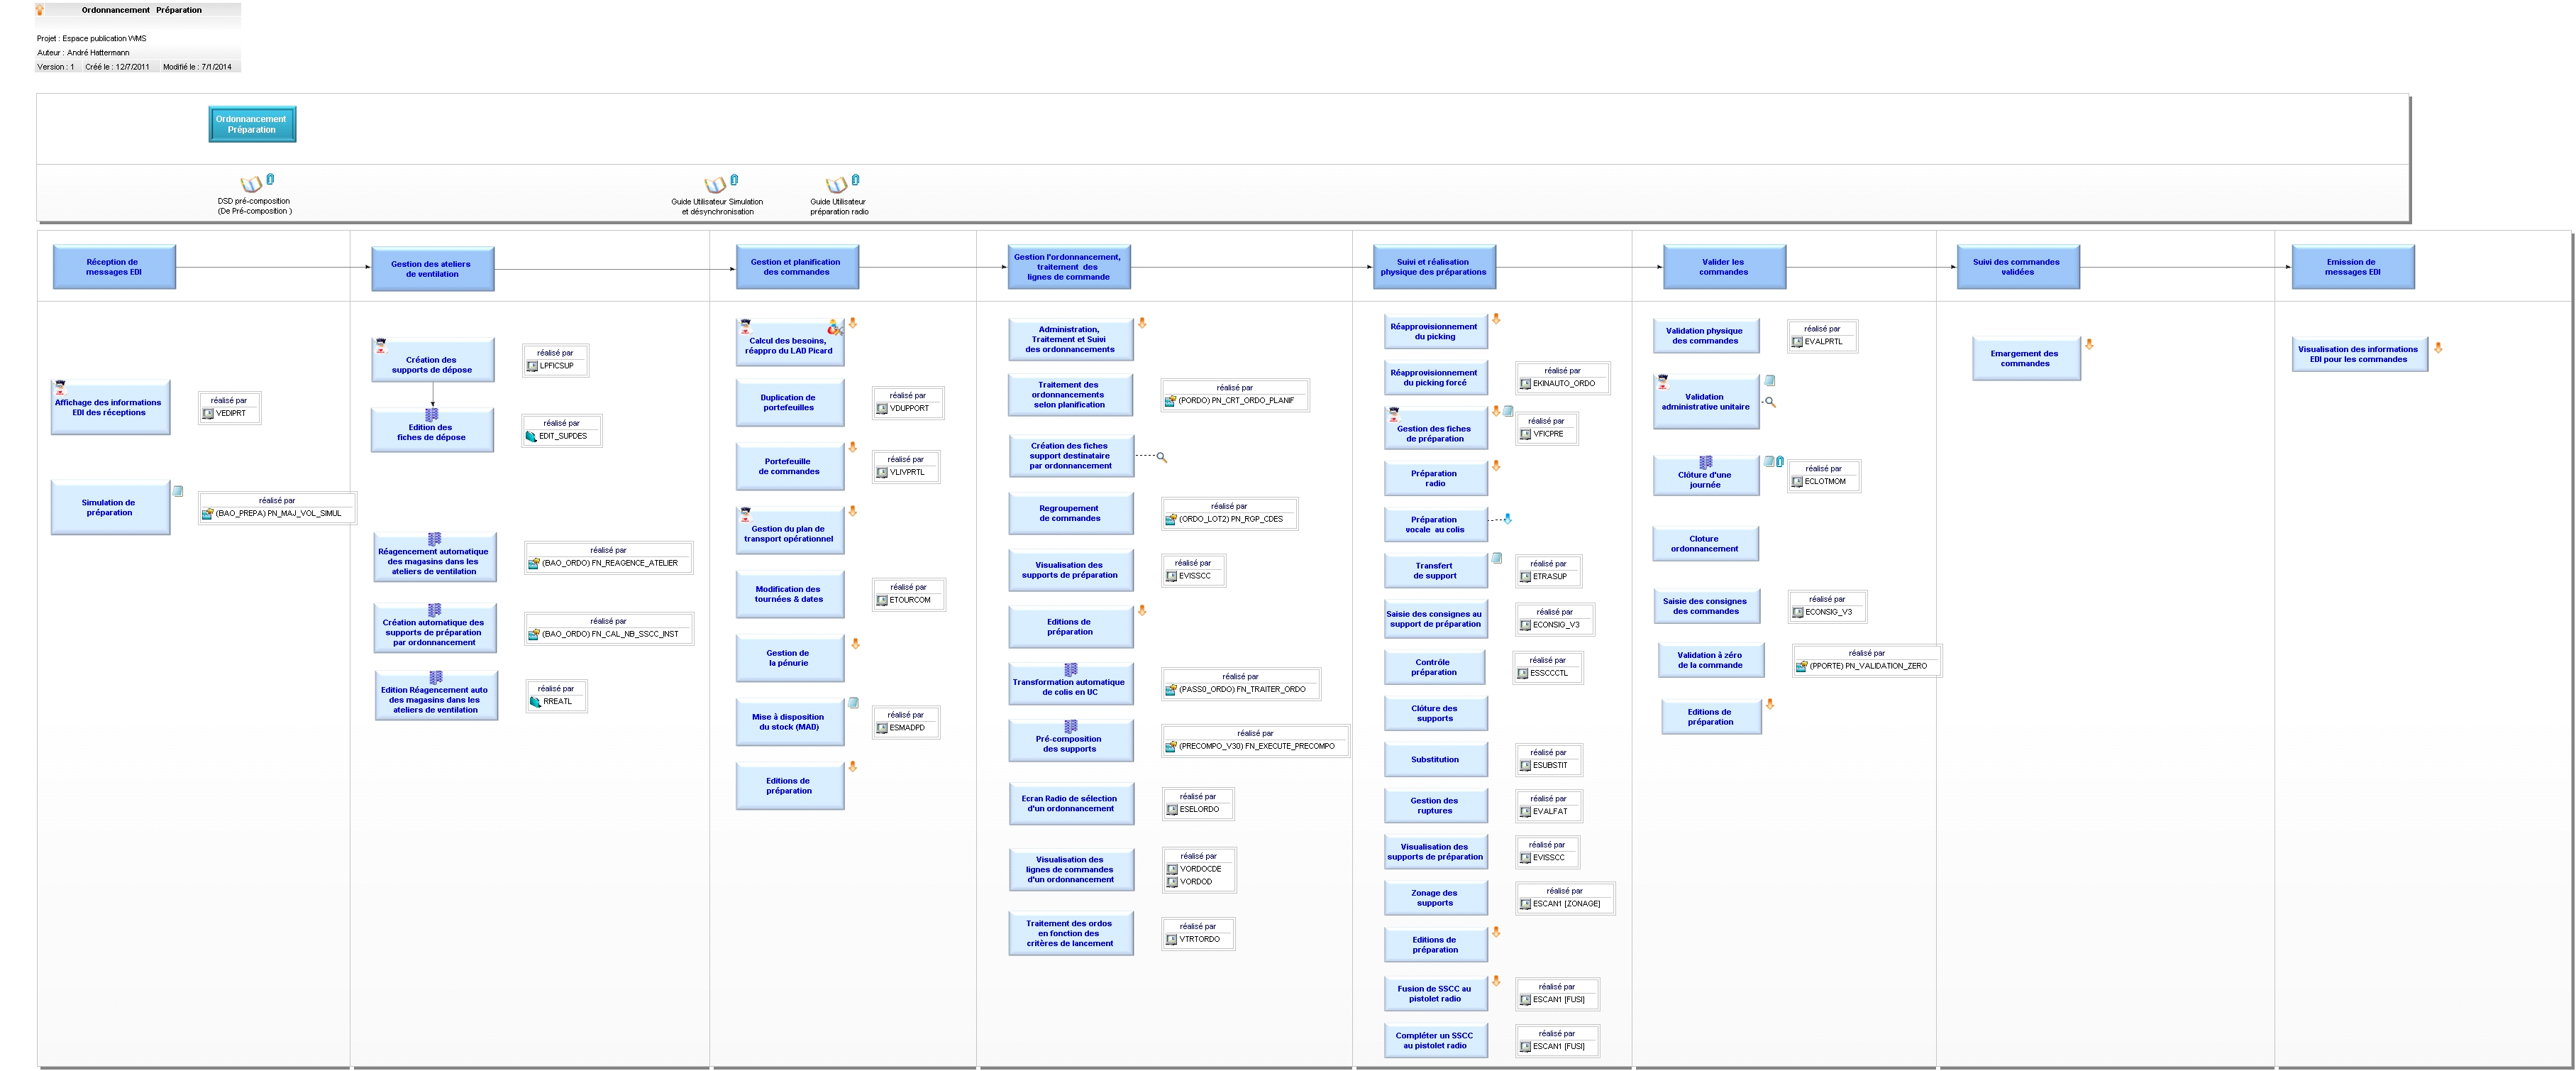 Ordonnancement Préparation
Projet : Espace publication WMS
Auteur : André Hattermann
Version : 1 Créé le : 12/7/2011 Modifié le : 7/1/2014
Ordonnancement
Préparation
DSD pré-composition
(De Pré-composition )
Guide Utilisateur Simulation
et désynchronisation
Guide Utilisateur
préparation radio
Réception de
messages EDI
Gestion des ateliers
de ventilation
Gestion et planification
des commandes
Gestion l'ordonnancement,
traitement des
lignes de commande
Suivi et réalisation
physique des préparations
Valider les
commandes
Suivi des commandes
validées
Emission de
messages EDI
Affichage des informations
EDI des réceptions
réalisé par
VEDIPRT
Simulation de
préparation
réalisé par
(BAO_PREPA) PN_MAJ_VOL_SIMUL
Création des
supports de dépose
réalisé par
LPFICSUP
Edition des
fiches de dépose
réalisé par
EDIT_SUPDES
Réagencement automatique
des magasins dans les
ateliers de ventilation
réalisé par
(BAO_ORDO) FN_REAGENCE_ATELIER
Création automatique des
supports de préparation
par ordonnancement
réalisé par
(BAO_ORDO) FN_CAL_NB_SSCC_INST
Edition Réagencement auto
des magasins dans les
ateliers de ventilation
réalisé par
RREATL
Calcul des besoins,
réappro du LAD Picard
Duplication de
portefeuilles
réalisé par
VDUPPORT
Portefeuille
de commandes
réalisé par
VLIVPRTL
Gestion du plan de
transport opérationnel
Modification des
tournées & dates
réalisé par
ETOURCOM
Gestion de
la pénurie
Mise à disposition
du stock (MAD)
réalisé par
ESMADPD
Editions de
préparation
Administration,
Traitement et Suivi
des ordonnancements
Traitement des
ordonnancements
selon planification
réalisé par
(PORDO) PN_CRT_ORDO_PLANIF
Création des fiches
support destinataire
par ordonnancement
Regroupement
de commandes
réalisé par
(ORDO_LOT2) PN_RGP_CDES
Visualisation des
supports de préparation
réalisé par
EVISSCC
Editions de
préparation
Transformation automatique
de colis en UC
réalisé par
(PASS0_ORDO) FN_TRAITER_ORDO
Pré-composition
des supports
réalisé par
(PRECOMPO_V30) FN_EXECUTE_PRECOMPO
Ecran Radio de sélection
d'un ordonnancement
réalisé par
ESELORDO
Visualisation des
lignes de commandes
d'un ordonnancement
réalisé par
VORDOCDE
VORDOD
Traitement des ordos
en fonction des
critères de lancement
réalisé par
VTRTORDO
Réapprovisionnement
du picking
Réapprovisionnement
du picking forcé
réalisé par
EKINAUTO_ORDO
Gestion des fiches
de préparation
réalisé par
VFICPRE
Préparation
radio
Préparation
vocale au colis
Transfert
de support
réalisé par
ETRASUP
Saisie des consignes au
support de préparation
réalisé par
ECONSIG_V3
Contrôle
préparation
réalisé par
ESSCCCTL
Clôture des
supports
Substitution
réalisé par
ESUBSTIT
Gestion des
ruptures
réalisé par
EVALFAT
Visualisation des
supports de préparation
réalisé par
EVISSCC
Zonage des
supports
réalisé par
ESCAN1 [ZONAGE]
Editions de
préparation
Fusion de SSCC au
pistolet radio
réalisé par
ESCAN1 [FUSI]
Compléter un SSCC
au pistolet radio
réalisé par
ESCAN1 [FUSI]
Validation physique
des commandes
réalisé par
EVALPRTL
Validation
administrative unitaire
Clôture d'une
journée
réalisé par
ECLOTMOM
Cloture
ordonnancement
Saisie des consignes
des commandes
réalisé par
ECONSIG_V3
Validation à zéro
de la commande
réalisé par
(PPORTE) PN_VALIDATION_ZERO
Editions de
préparation
Emargement des
commandes
Visualisation des informations
EDI pour les commandes